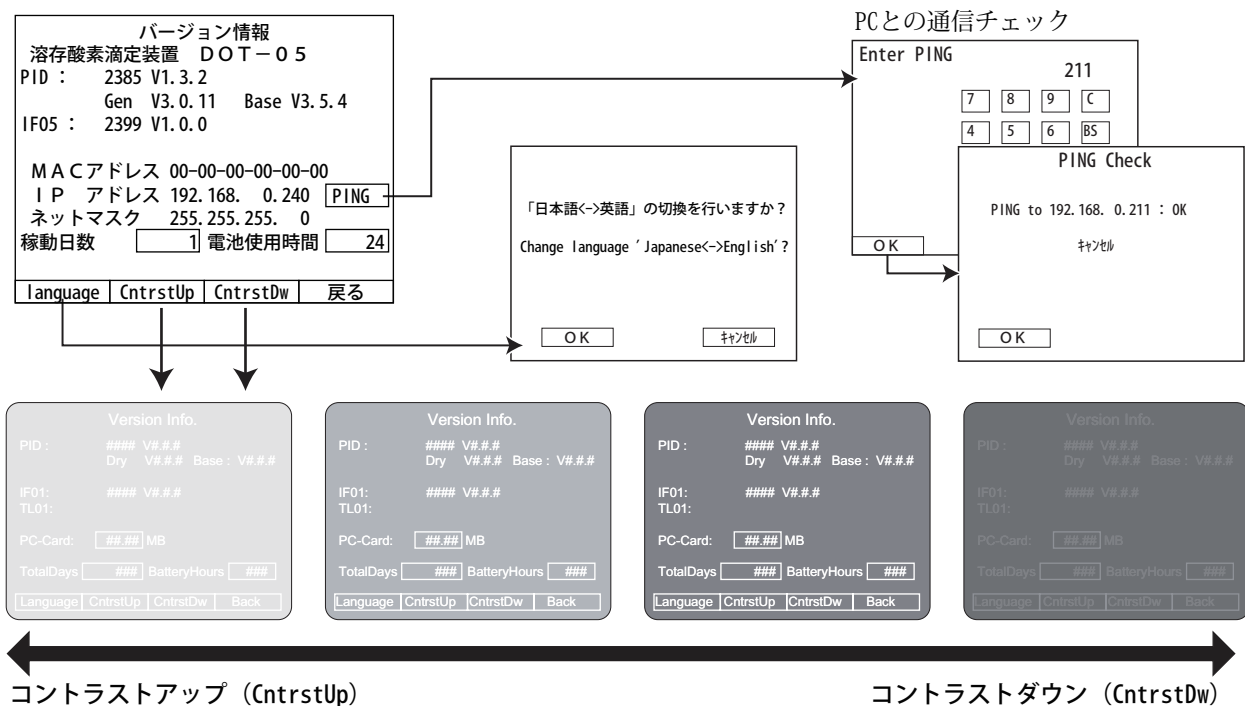 バージョン情報
溶存酸素滴定装置 DOT-05
PID : 2385 V1.3.2
Gen V3.0.11 Base V3.5.4
IF05 : 2399 V1.0.0
MACアドレス 00-00-00-00-00-00
IP アドレス 192.168. 0.240 PING
ネットマスク 255.255.255. 0
稼動日数 1 電池使用時間 24
language CntrstUp CntrstDw 戻る
「日本語<->英語」の切換を行いますか?
Change language 'Japanese<->English'?
OK キャンセル
PCとの通信チェック
Enter PING
211
7 8 9 C
4 5 6 BS
OK
PING Check
PING to 192.168. 0.211 : OK
キャンセル
OK
Version Info.
PID : #### V#.#.#
Dry V#.#.# Base : V#.#.#
IF01: #### V#.#.#
TL01:
PC-Card: ##.## MB
TotalDays ### BatteryHours ###
Language CntrstUp CntrstDw Back
Version Info.
PID : #### V#.#.#
Dry V#.#.# Base : V#.#.#
IF01: #### V#.#.#
TL01:
PC-Card: ##.## MB
TotalDays ### BatteryHours ###
Language CntrstUp CntrstDw Back
Version Info.
PID : #### V#.#.#
Dry V#.#.# Base : V#.#.#
IF01: #### V#.#.#
TL01:
PC-Card: ##.## MB
TotalDays ### BatteryHours ###
Language CntrstUp CntrstDw Back
Version Info.
PID : #### V#.#.#
Dry V#.#.# Base : V#.#.#
IF01: #### V#.#.#
TL01:
PC-Card: ##.## MB
TotalDays ### BatteryHours ###
Language CntrstUp CntrstDw Back
コントラストアップ(CntrstUp)
コントラストダウン(CntrstDw)